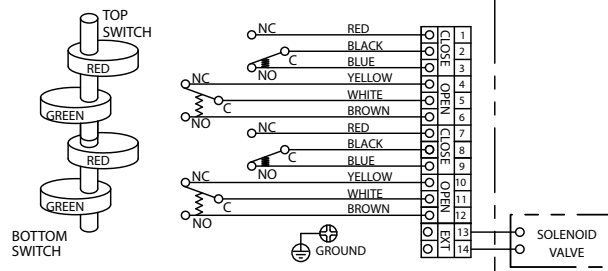 TOP
SWITCH
RED
GREEN
RED
GREEN
BOTTOM
SWITCH
NC RED 1
BLACK 2
C
NO BLUE 3
CLOSE
NC YELLOW 4
WHITE 5
C
NO BROWN 6
OPEN
NC RED 7
BLACK 8
C
NO BLUE 9
CLOSE
NC YELLOW 10
WHITE 11
C
NO BROWN 12
OPEN
EXT
13
14
GROUND
SOLENOID
VALVE